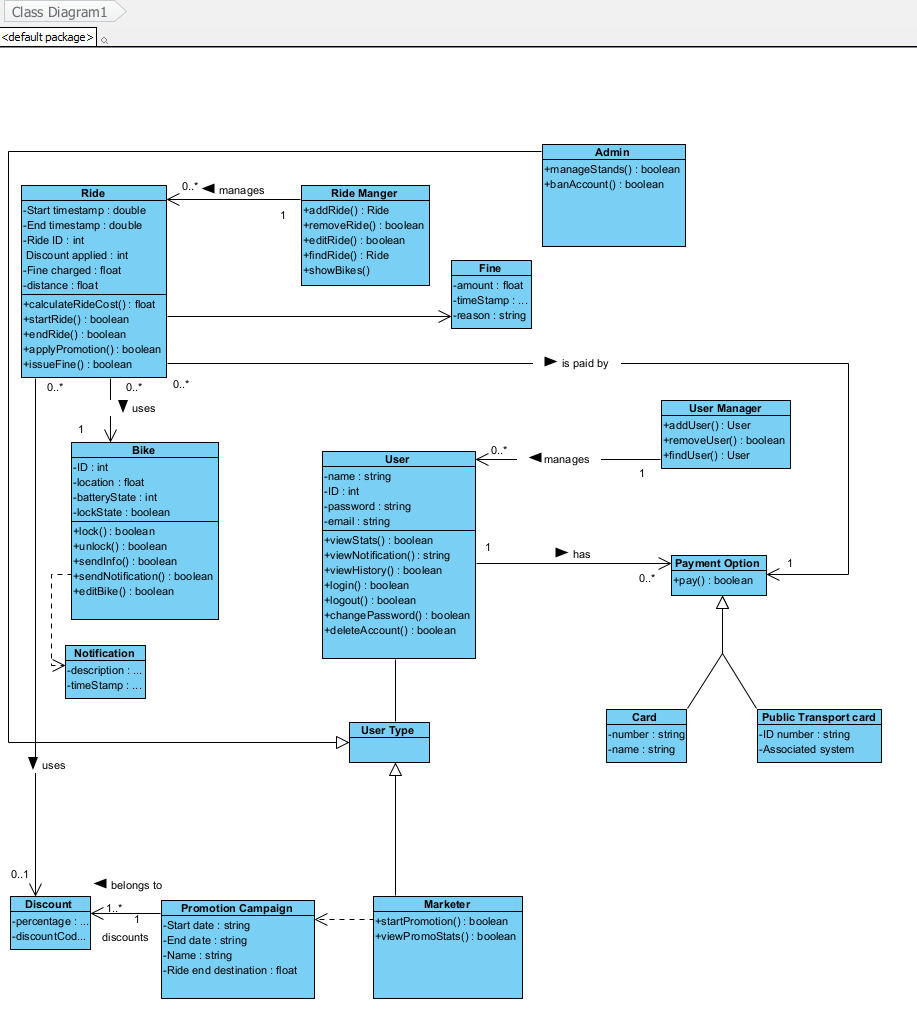 Class Diagram1
<default package>
Admin
+manageStands() : boolean
+banAccount() : boolean
Ride
-Start timestamp : double
-End timestamp : double
-Ride ID : int
Discount applied : int
-Fine charged : float
-distance : float
+calculateRideCost() : float
+startRide() : boolean
+endRide() : boolean
+applyPromotion() : boolean
+issueFine() : boolean
0..*
manages
1
Ride Manger
+addRide() : Ride
+removeRide() : boolean
+editRide() : boolean
+findRide() : Ride
+showBikes()
Fine
-amount : float
-timeStamp : ...
-reason : string
is paid by
0..*
0..*
0..*
uses
1
User Manager
+addUser() : User
+removeUser() : boolean
+findUser() : User
Bike
-ID : int
-location : float
-batteryState : int
-lockState : boolean
+lock() : boolean
+unlock() : boolean
+sendInfo() : boolean
+sendNotification() : boolean
+editBike() : boolean
User
-name : string
-ID : int
-password : string
-email : string
+viewStats() : boolean
+viewNotification() : string
+viewHistory() : boolean
+login() : boolean
+logout() : boolean
+changePassword() : boolean
+deleteAccount() : boolean
0..*
manages
1
1
has
0..*
Payment Option
+pay() : boolean
1
Notification
-description : ...
-timeStamp : ...
User Type
Card
-number : string
-name : string
Public Transport card
-ID number : string
-Associated system
uses
0..1
belongs to
Discount
-percentage : ...
-discountCod...
1..*
1
discounts
Promotion Campaign
-Start date : string
-End date : string
-Name : string
-Ride end destination : float
Marketer
+startPromotion() : boolean
+viewPromoStats() : boolean